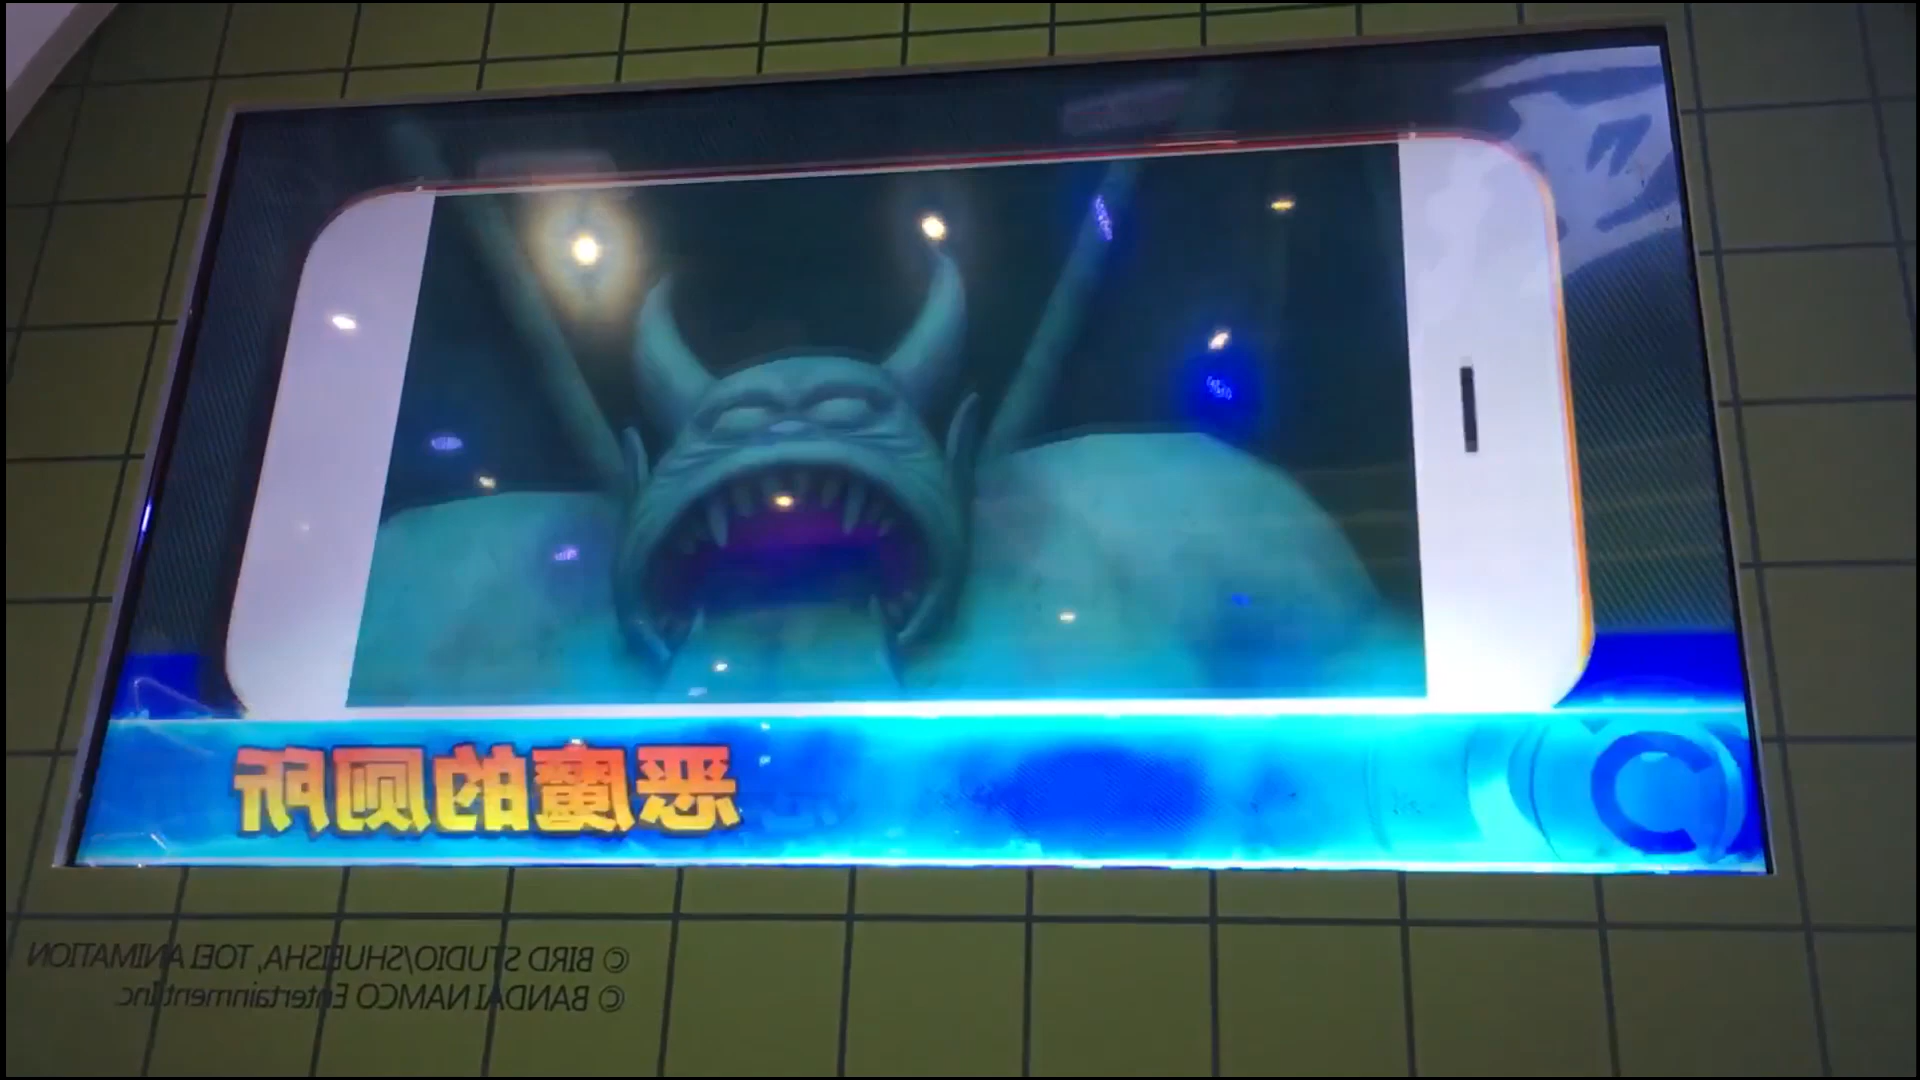 恶魔的厕所
© BIRD STUDIO/SHUEISHA, TOEI ANIMATION
© BANDAI NAMCO Entertainment Inc.